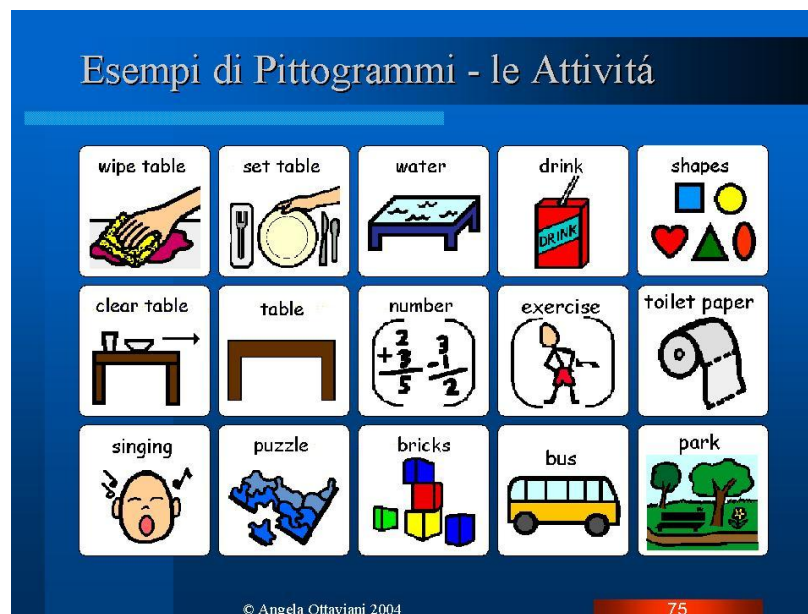 Esempi di Pittogrammi - le Attivitá
wipe table set table water drink shapes
DRINK
clear table table number exercise toilet paper
2 3
+ 3 - 1
5 2
singing puzzle bricks bus park
© Angela Ottaviani 2004 75